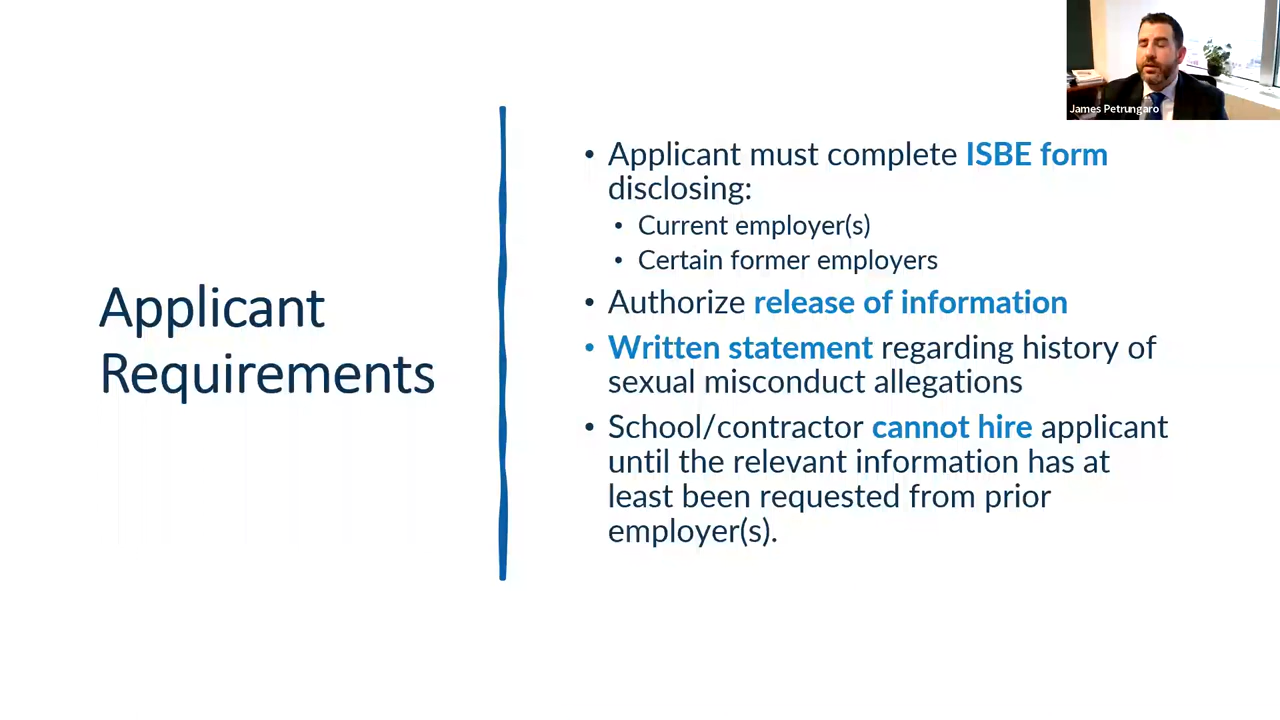 James Petrungaro
Applicant
Requirements
• Applicant must complete ISBE form
disclosing:
• Current employer(s)
• Certain former employers
• Authorize release of information
• Written statement regarding history of
sexual misconduct allegations
• School/contractor cannot hire applicant
until the relevant information has at
least been requested from prior
employer(s).